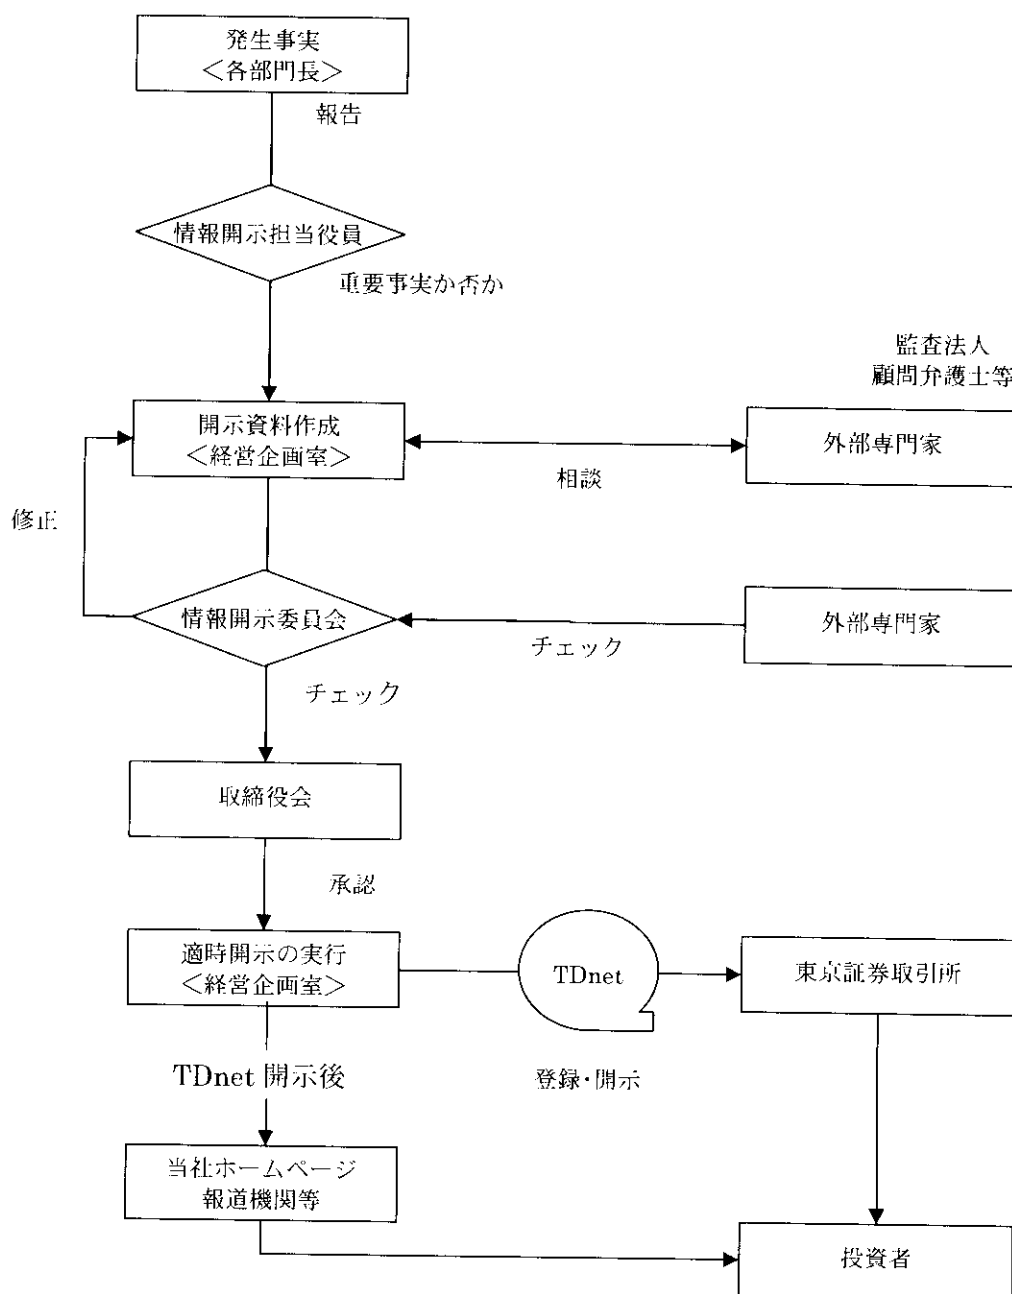 発生事実
＜各部門長＞
報告
情報開示担当役員
重要事実か否か
監査法人
顧問弁護士等
開示資料作成
＜経営企画室＞
外部専門家
相談
修正
情報開示委員会
外部専門家
チェック
チェック
取締役会
承認
適時開示の実行
＜経営企画室＞
TDnet
東京証券取引所
TDnet 開示後
登録・開示
当社ホームページ
報道機関等
投資者